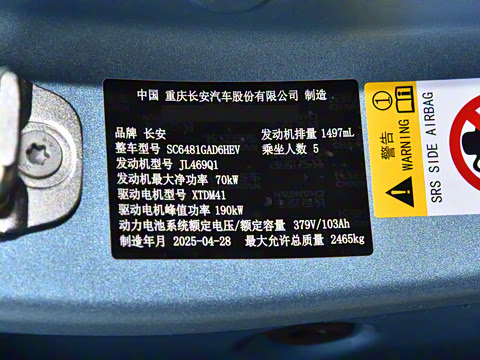 中国 重庆长安汽车股份有限公司 制造
品牌 长安 发动机排量 1497mL
整车型号 SC6481GAD6HEV 乘坐人数 5
发动机型号 JL469Q1
发动机最大净功率 70kW
驱动电机型号 XTDM41
驱动电机峰值功率 190kW
动力电池系统额定电压/额定容量 379V/103Ah
制造年月 2025-04-28 最大允许总质量 2465kg
警告
WARNING
SRS SIDE AIRBAG